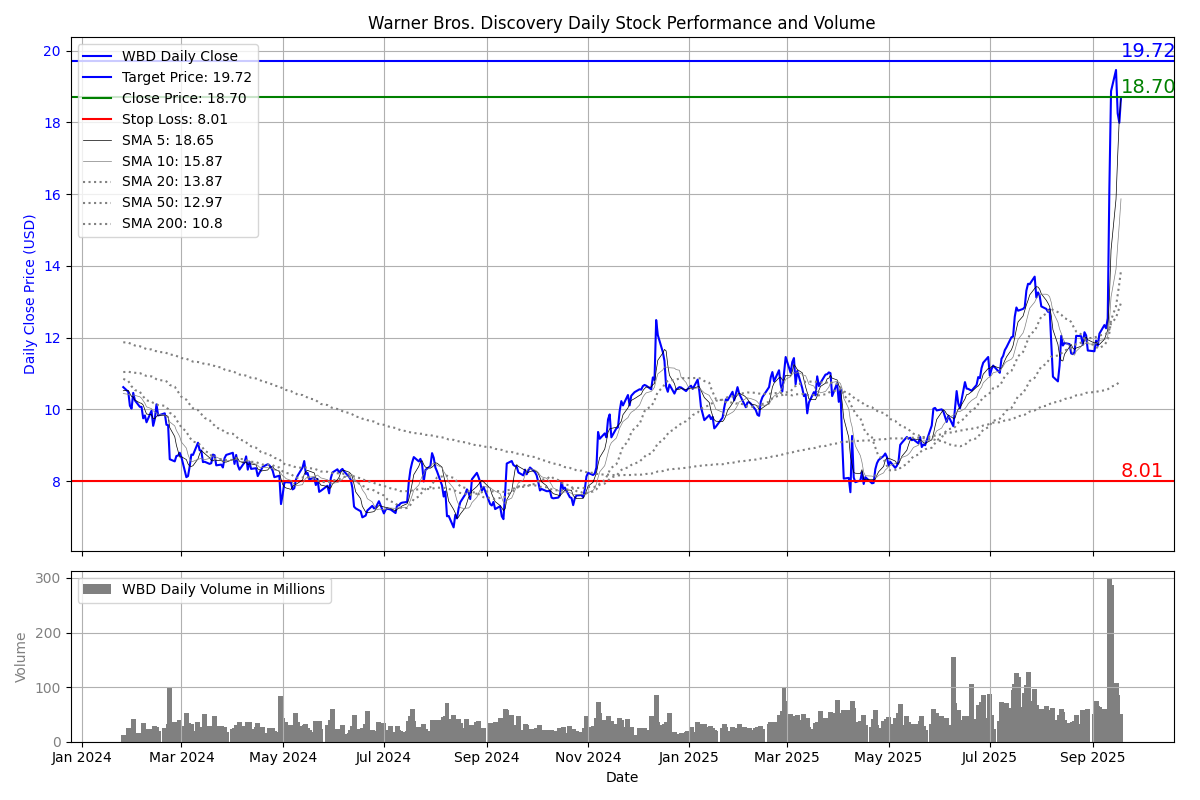 Warner Bros. Discovery Daily Stock Performance and Volume
20
18
16
14
12
10
8
Daily Close Price (USD)
WBD Daily Close
Target Price: 19.72
Close Price: 18.70
Stop Loss: 8.01
SMA 5: 18.65
SMA 10: 15.87
SMA 20: 13.87
SMA 50: 12.97
SMA 200: 10.8
19.72
18.70
8.01
300
200
100
0
Volume
WBD Daily Volume in Millions
Jan 2024 Mar 2024 May 2024 Jul 2024 Sep 2024 Nov 2024 Jan 2025 Mar 2025 May 2025 Jul 2025 Sep 2025
Date